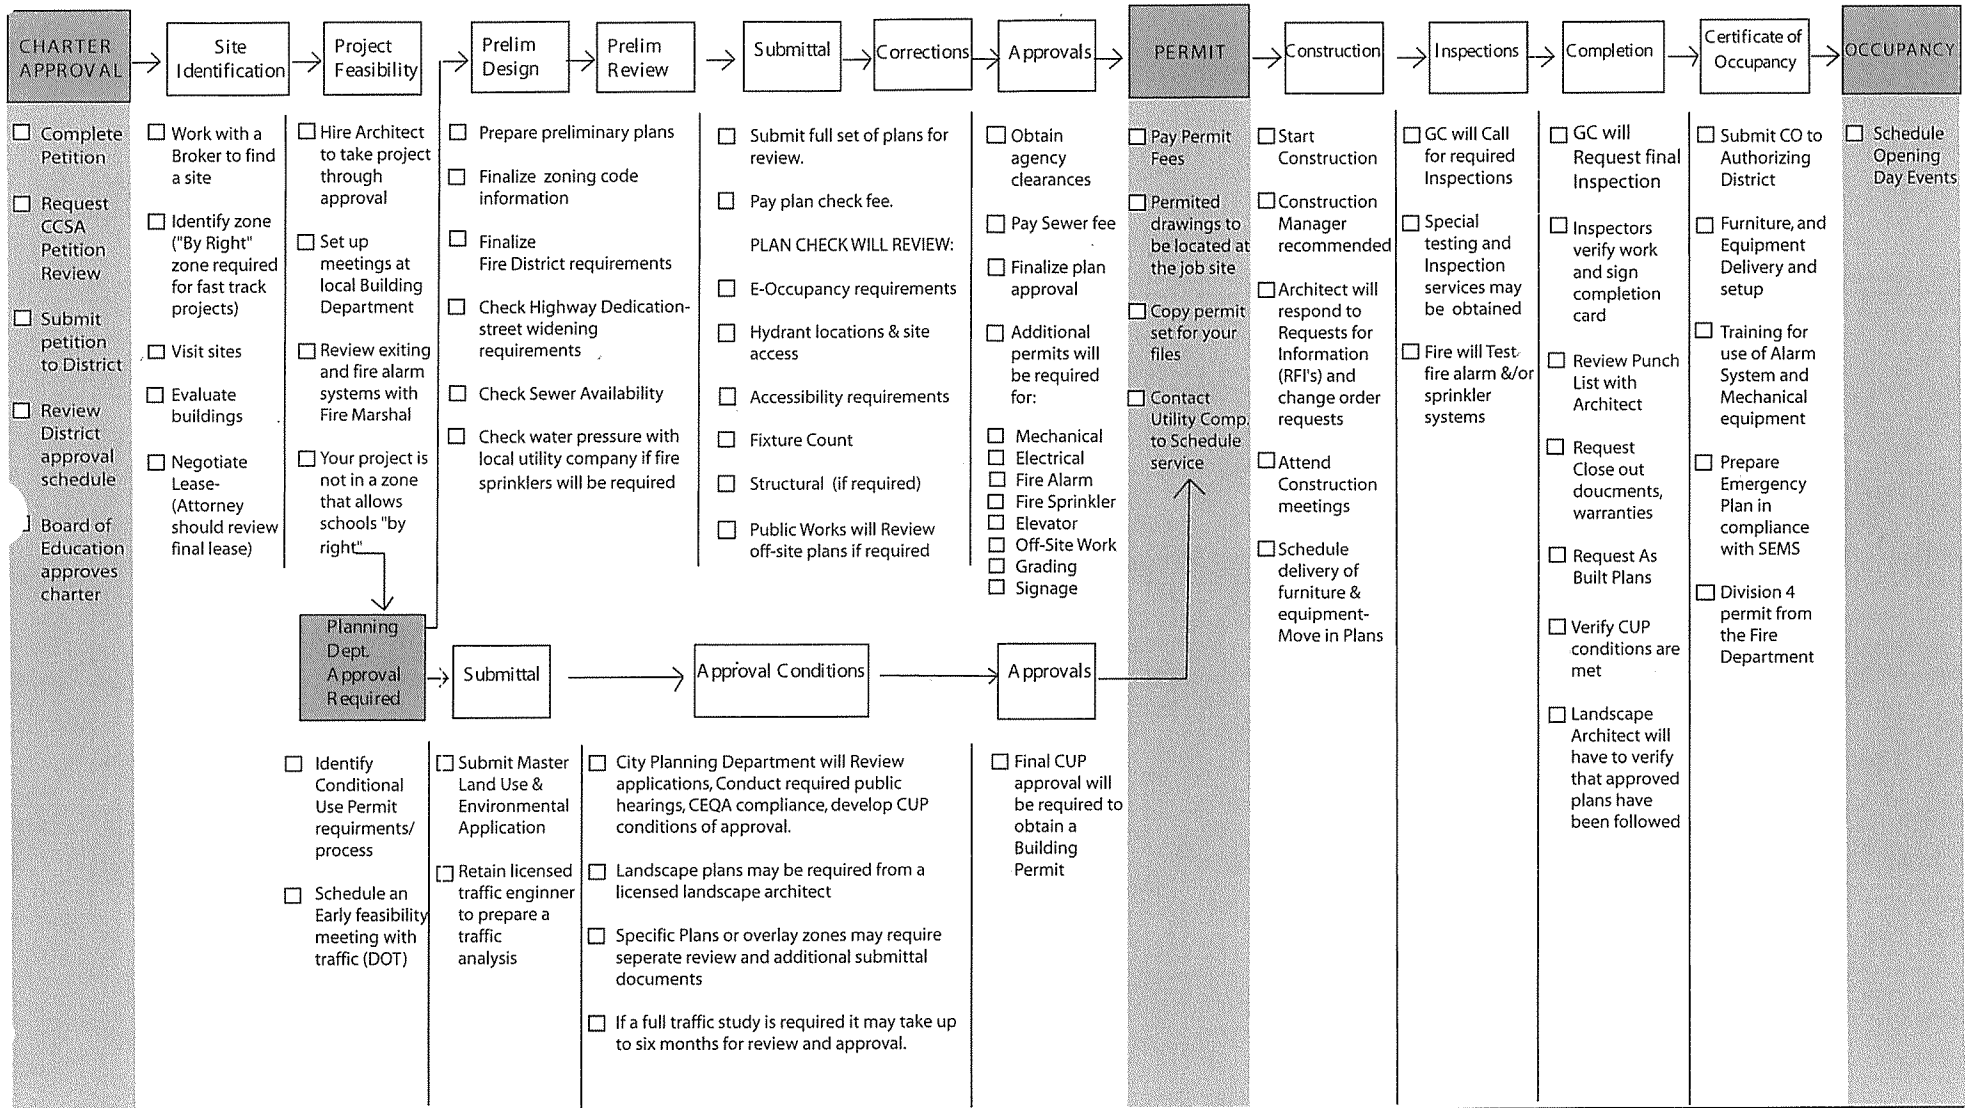 CHARTER
APPROVAL
Site
Identification
Project
Feasibility
Prelim
Design
Prelim
Review
Submittal
Corrections
Approvals
PERMIT
Construction
Inspections
Completion
Certificate of
Occupancy
OCCUPANCY
Complete
Petition
Request
CCSA
Petition
Review
Submit
petition
to District
Review
District
approval
schedule
Board of
Education
approves
charter
Work with a
Broker to find
a site
Identify zone
("By Right"
zone required
for fast track
projects)
Visit sites
Evaluate
buildings
Negotiate
Lease-
(Attorney
should review
final lease)
Hire Architect
to take project
through
approval
Set up
meetings at
local Building
Department
Review exiting
and fire alarm
systems with
Fire Marshal
Your project is
not in a zone
that allows
schools "by
right"
Prepare preliminary plans
Finalize zoning code
information
Finalize
Fire District requirements
Check Highway Dedication-
street widening
requirements
Check Sewer Availability
Check water pressure with
local utility company if fire
sprinklers will be required
Submit full set of plans for
review.
Pay plan check fee.
PLAN CHECK WILL REVIEW:
E-Occupancy requirements
Hydrant locations & site
access
Accessibility requirements
Fixture Count
Structural (if required)
Public Works will Review
off-site plans if required
Obtain
agency
clearances
Pay Sewer fee
Finalize plan
approval
Additional
permits will
be required
for:
Mechanical
Electrical
Fire Alarm
Fire Sprinkler
Elevator
Off-Site Work
Grading
Signage
Pay Permit
Fees
Permited
drawings to
be located at
the job site
Copy permit
set for your
files
Contact
Utility Comp.
to Schedule
service
Start
Construction
Construction
Manager
recommended
Architect will
respond to
Requests for
Information
(RFI's) and
change order
requests
Attend
Construction
meetings
Schedule
delivery of
furniture &
equipment-
Move in Plans
GC will Call
for required
Inspections
Special
testing and
Inspection
services may
be obtained
Fire will Test
fire alarm &/or
sprinkler
systems
GC will
Request final
Inspection
Inspectors
verify work
and sign
completion
card
Review Punch
List with
Architect
Request
Close out
doucments,
warranties
Request As
Built Plans
Verify CUP
conditions are
met
Landscape
Architect will
have to verify
that approved
plans have
been followed
Submit CO to
Authorizing
District
Furniture, and
Equipment
Delivery and
setup
Training for
use of Alarm
System and
Mechanical
equipment
Prepare
Emergency
Plan in
compliance
with SEMS
Division 4
permit from
the Fire
Department
Schedule
Opening
Day Events
Planning
Dept.
Approval
Required
Submittal
Approval Conditions
Approvals
Identify
Conditional
Use Permit
requirments/
process
Schedule an
Early feasibility
meeting with
traffic (DOT)
Submit Master
Land Use &
Environmental
Application
Retain licensed
traffic enginner
to prepare a
traffic
analysis
City Planning Department will Review
applications, Conduct required public
hearings, CEQA compliance, develop CUP
conditions of approval.
Landscape plans may be required from a
licensed landscape architect
Specific Plans or overlay zones may require
seperate review and additional submittal
documents
If a full traffic study is required it may take up
to six months for review and approval.
Final CUP
approval will
be required to
obtain a
Building
Permit